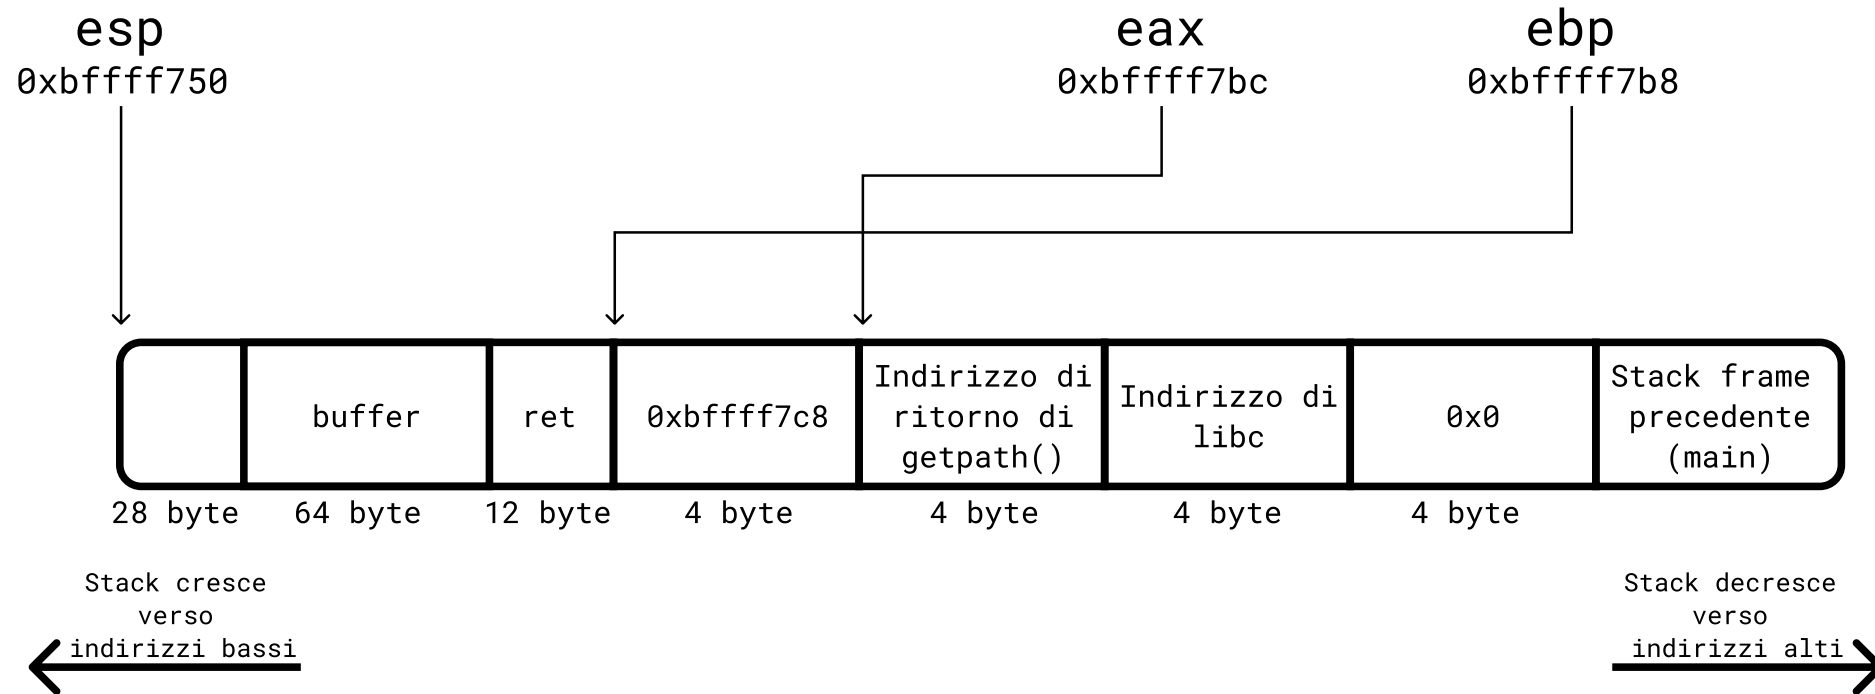 esp
0xbffff750
eax
0xbffff7bc
ebp
0xbffff7b8
buffer
ret
0xbffff7c8
Indirizzo di
ritorno di
getpath()
Indirizzo di
libc
0x0
Stack frame
precedente
(main)
28 byte
64 byte
12 byte
4 byte
4 byte
4 byte
4 byte
Stack cresce
verso
indirizzi bassi
Stack decresce
verso
indirizzi alti